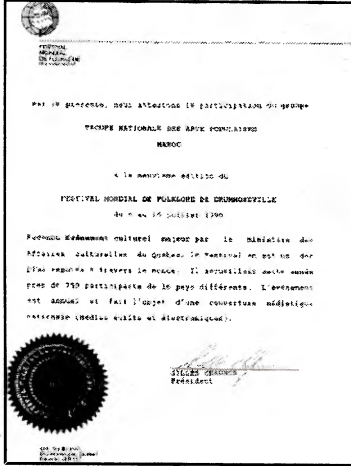 FESTIVAL
MONDIAL
DE FOLKLORE
Par la présente, nous attestons la participation du groupe
TROUPE NATIONALE DES ARTS POPULAIRES
MAROC
à la neuvième édition du
FESTIVAL MONDIAL DE FOLKLORE DE DRUMMONDVILLE
du 6 au 15 juillet 1990
Reconnu événement culturel majeur par le ministère des
Affaires culturelles du Québec, le Festival en est un des
plus réputés à travers le monde. Il accueillait cette année
près de participants de 16 pays différents. L'événement
est annuel et fait l'objet d'une couverture médiatique
nationale (médias écrits et électroniques).
Président